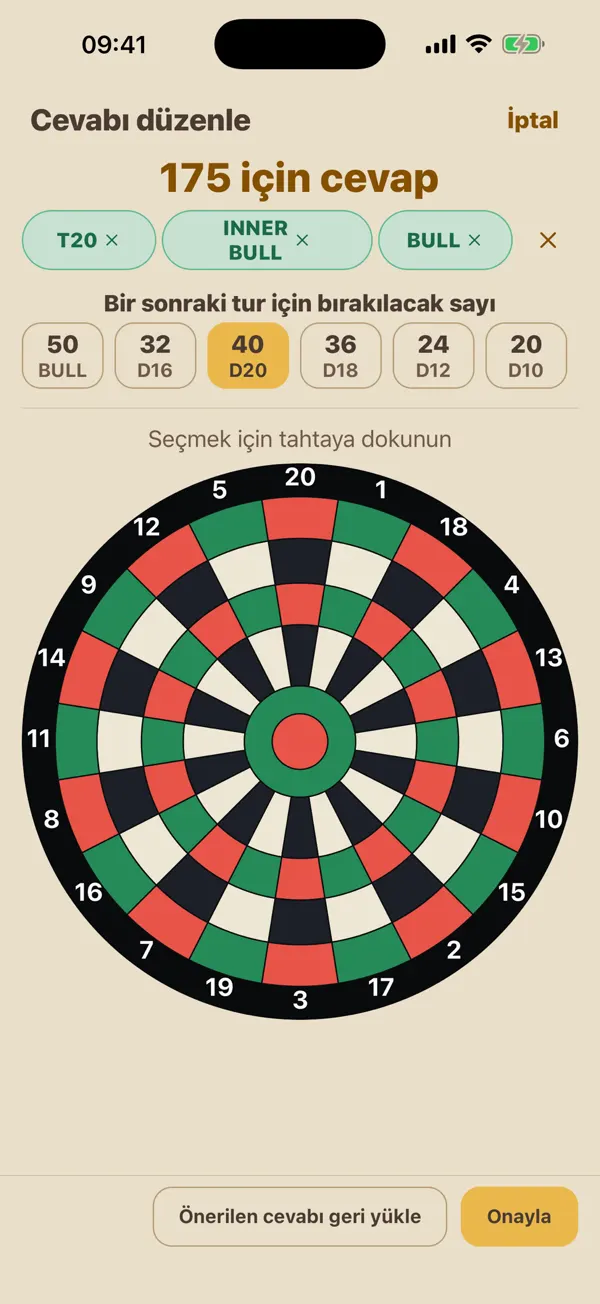 09:41
Cevabı düzenle
İptal
175 için cevap
T20 ×
INNER
BULL ×
BULL ×
×
Bir sonraki tur için bırakılacak sayı
50 32 40 36 24 20
BULL D16 D20 D18 D12 D10
Seçmek için tahtaya dokunun
20
5 1
12 18
9 4
14 13
11 6
8 10
16 15
7 2
19 17
3
Önerilen cevabı geri yükle
Onayla